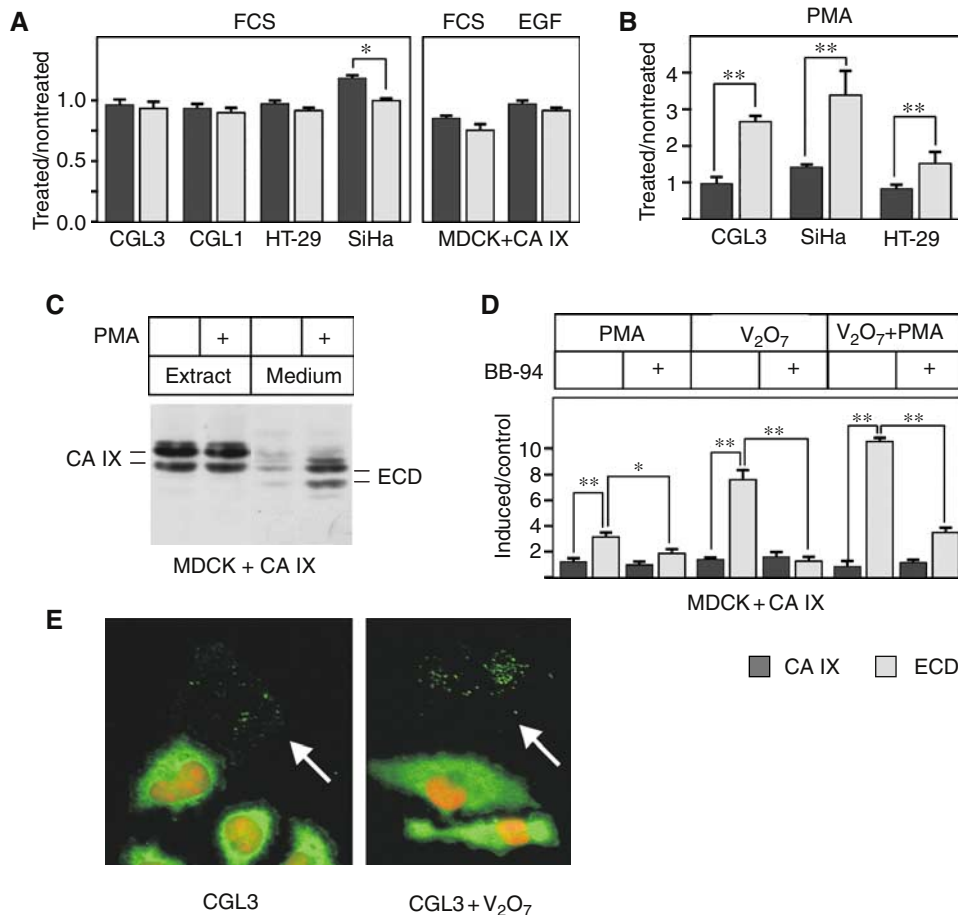 A
FCS
FCS EGF
Treated/nontreated
1.0
0.5
0.0
*
CGL3 CGL1 HT-29 SiHa
MDCK+CA IX
B
PMA
Treated/nontreated
4
3
2
1
** ** **
CGL3 SiHa HT-29
C
PMA + +
Extract Medium
CA IX
ECD
MDCK + CA IX
D
PMA V₂O₇ V₂O₇+PMA
BB-94 + + +
Induced/control
10
8
6
4
2
** * ** ** ** **
MDCK + CA IX
CA IX ECD
E
CGL3
CGL3 + V₂O₇